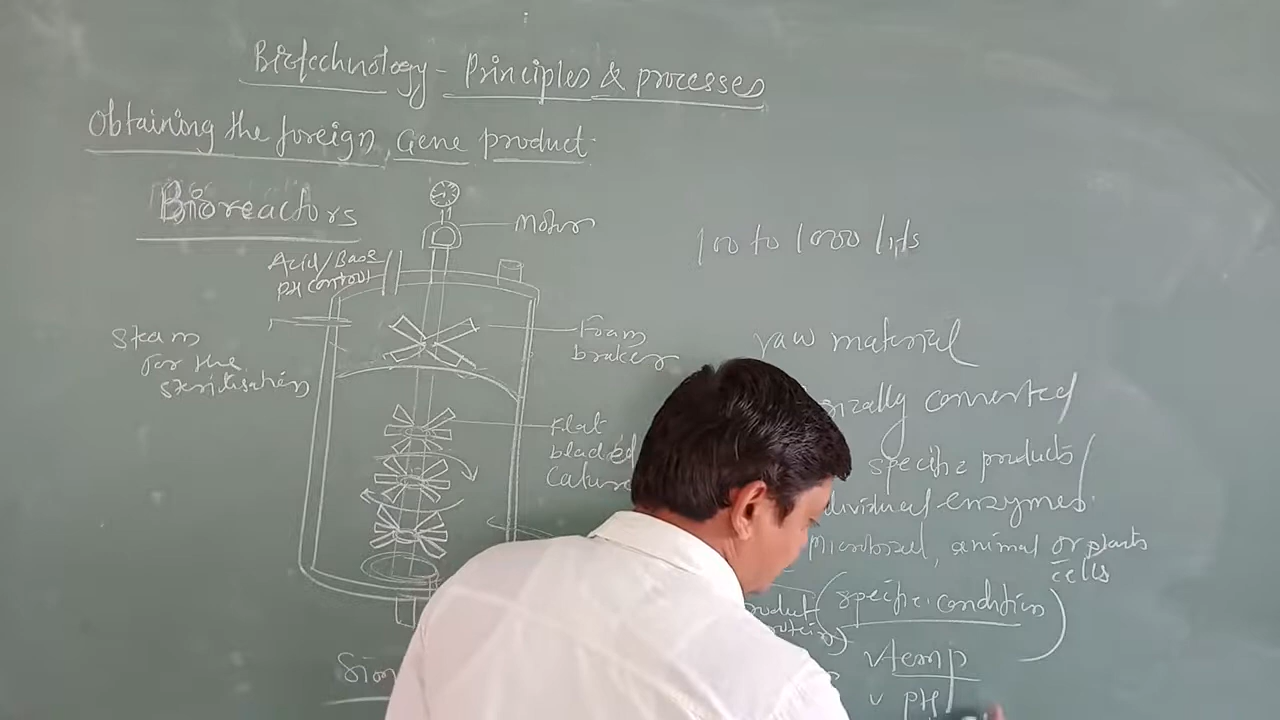 Biotechnology - Principles & processes
Obtaining the foreign Gene product.
Bioreactors
Motor
Acid/Base
PH control
Steam
for the
sterilisation
Foam
braker
Flat
bladed
100 to 1000 lits
raw material
converted
specific products/
enzymes.
animal or plants
cells
(specific condition)
temp
PH